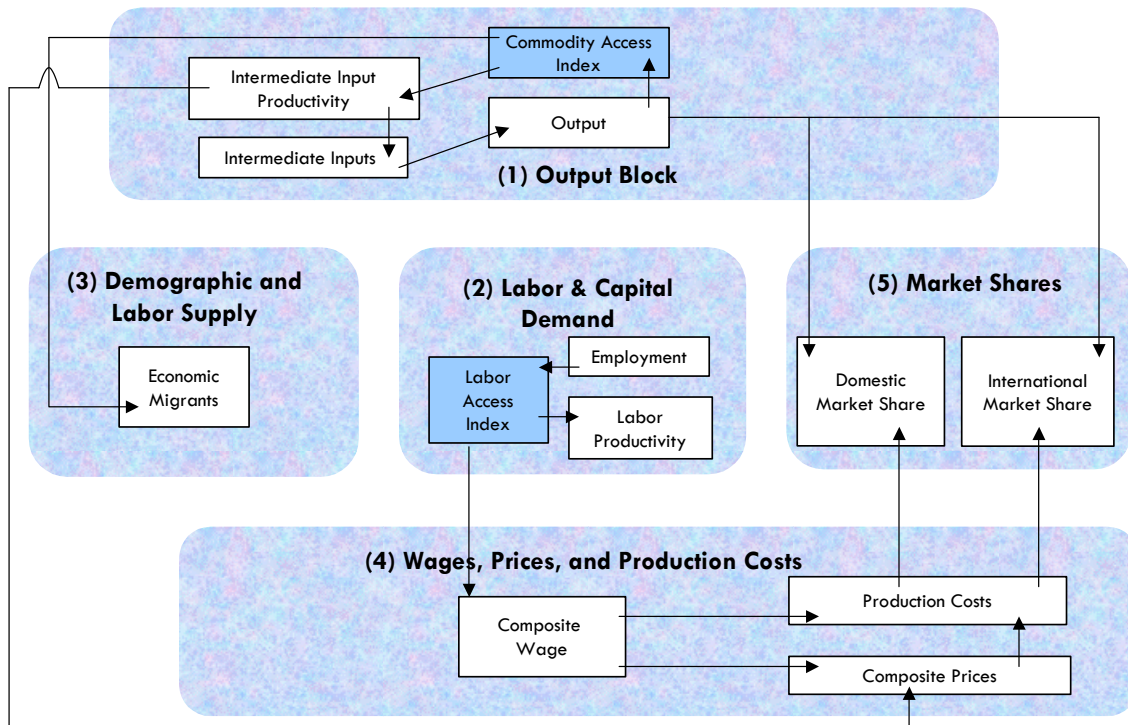 Commodity Access
Index
Intermediate Input
Productivity
Output
Intermediate Inputs
(1) Output Block
(3) Demographic and
Labor Supply
Economic
Migrants
(2) Labor & Capital
Demand
Employment
Labor
Access
Index
Labor
Productivity
(5) Market Shares
Domestic
Market Share
International
Market Share
(4) Wages, Prices, and Production Costs
Composite
Wage
Production Costs
Composite Prices